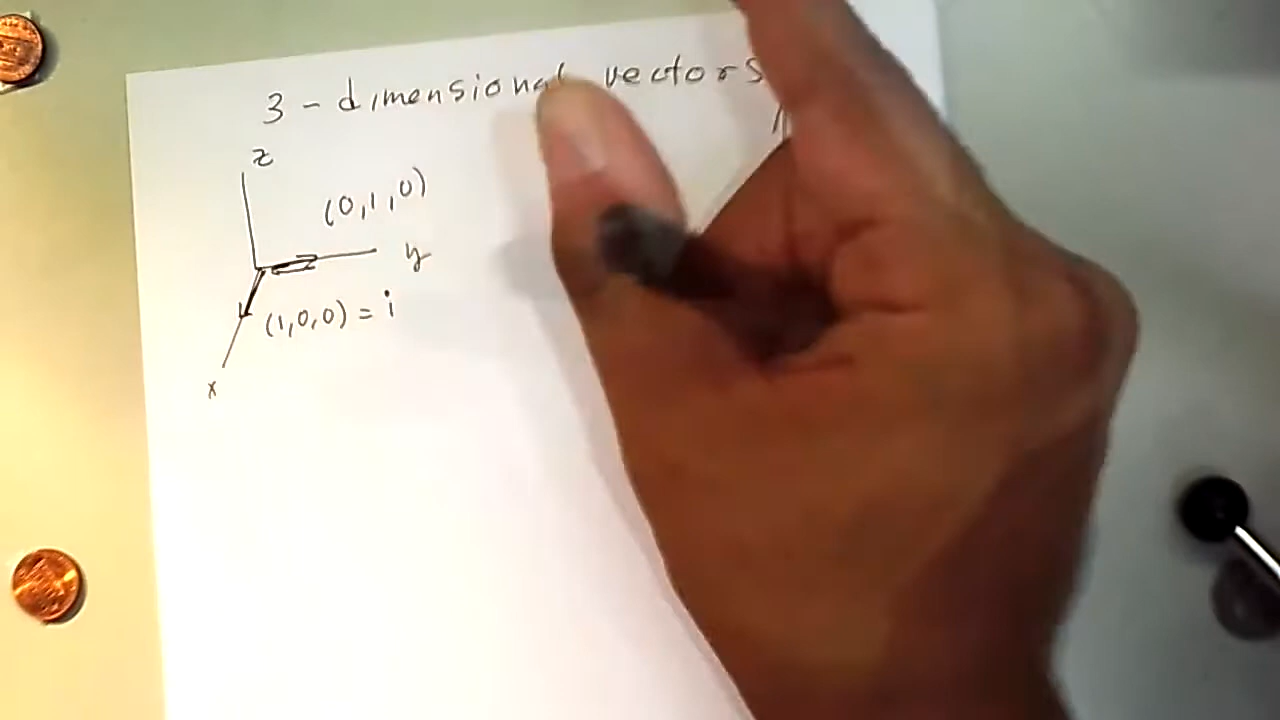 3 - dimensional vectors
z
(0,1,0)
y
(1,0,0) = i
x